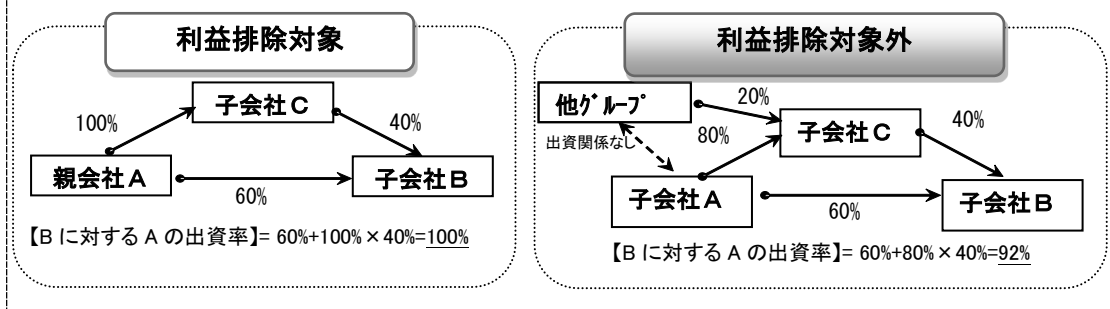 利益排除対象
子会社C
100%
40%
親会社A
子会社B
60%
【B に対する A の出資率】= 60%+100%×40%=100%
利益排除対象外
他ｸﾞﾙｰﾌﾟ
20%
子会社C
40%
出資関係なし
80%
子会社A
子会社B
60%
【B に対する A の出資率】= 60%+80%×40%=92%